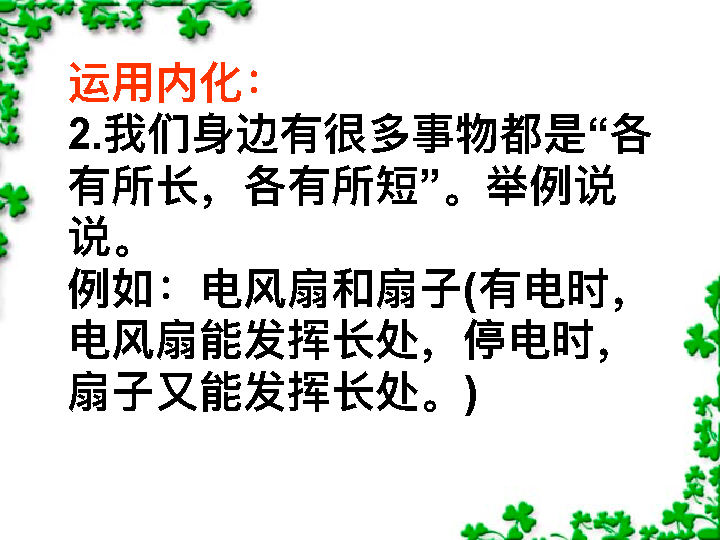 运用内化：
2.我们身边有很多事物都是“各
有所长，各有所短”。举例说
说。
例如：电风扇和扇子(有电时，
电风扇能发挥长处，停电时，
扇子又能发挥长处。)